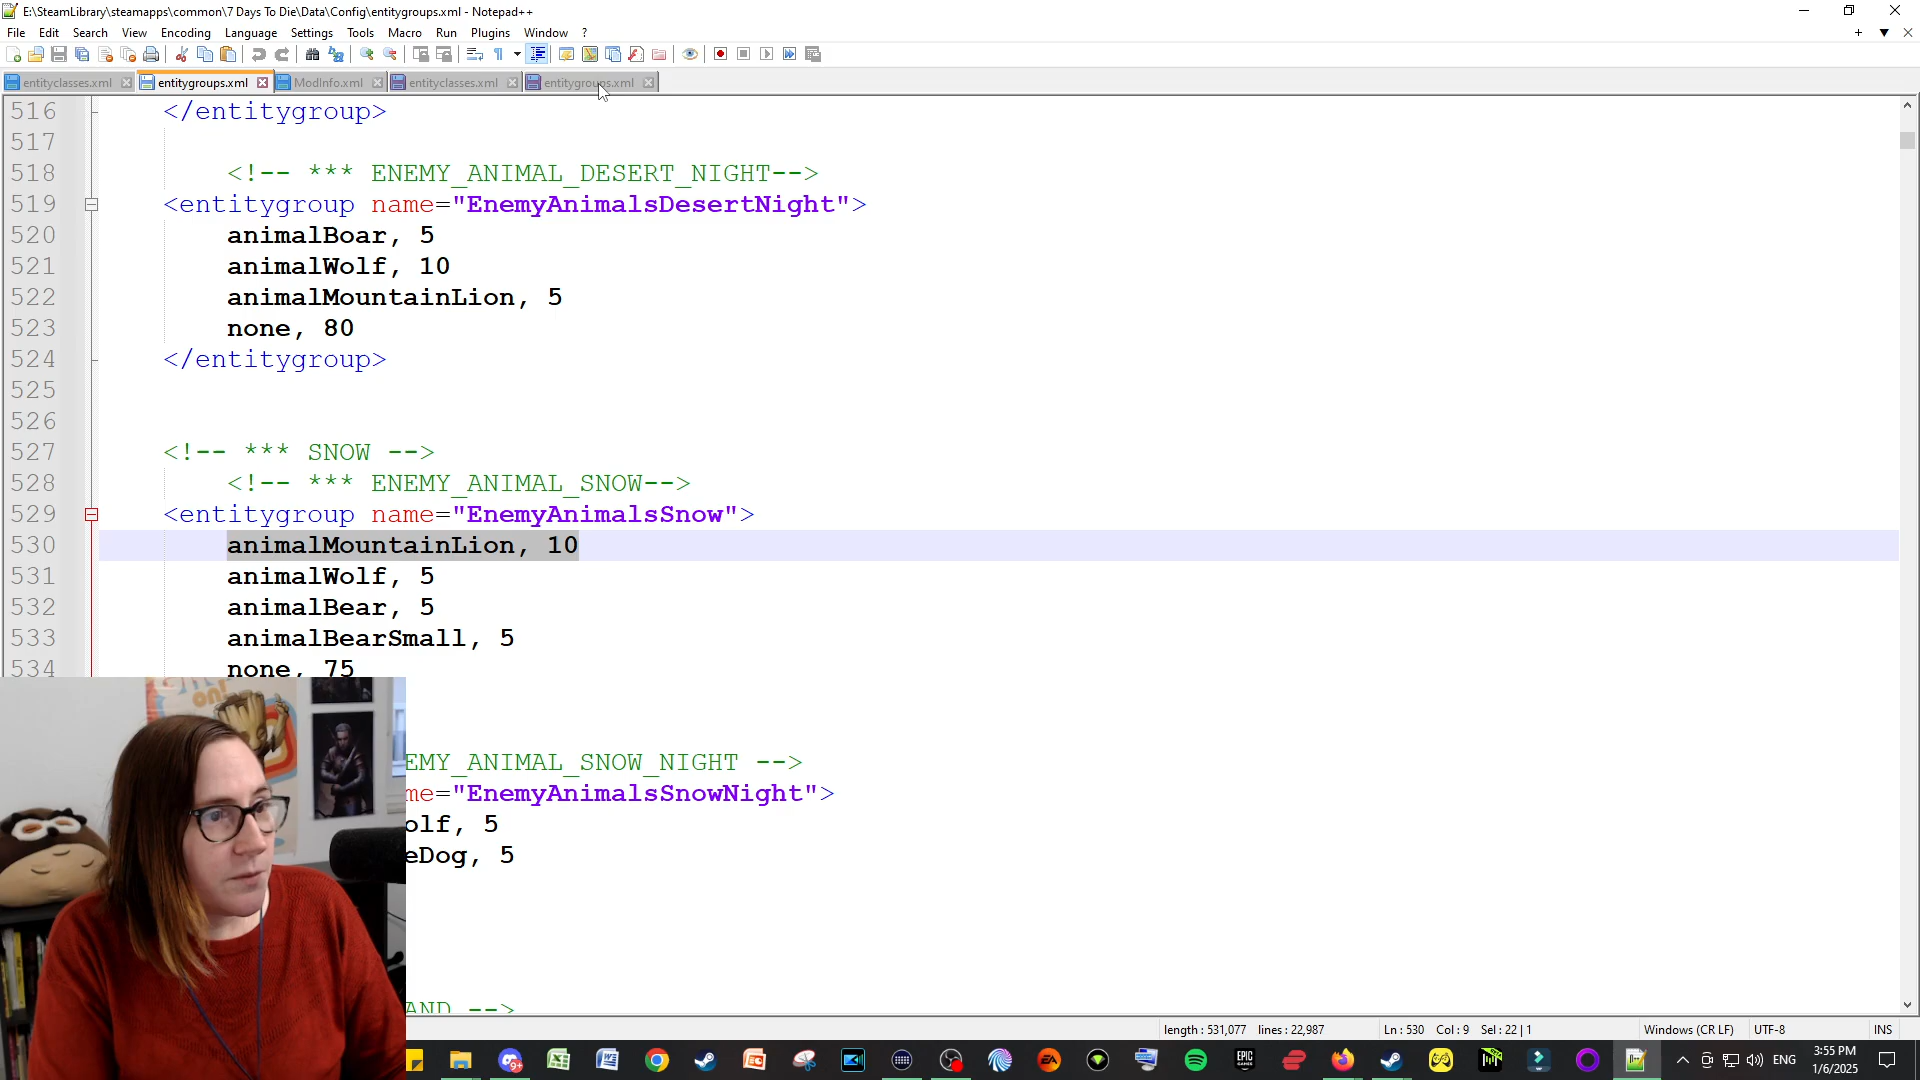 E:\SteamLibrary\steamapps\common\7 Days To Die\Data\Config\entitygroups.xml - Notepad++
File Edit Search View Encoding Language Settings Tools Macro Run Plugins Window ?
entityclasses.xml entitygroups.xml ModInfo.xml entityclasses.xml entitygroups.xml
516 </entitygroup>
517
518 <!-- *** ENEMY_ANIMAL_DESERT_NIGHT-->
519 <entitygroup name="EnemyAnimalsDesertNight">
520 animalBoar, 5
521 animalWolf, 10
522 animalMountainLion, 5
523 none, 80
524 </entitygroup>
525
526
527 <!-- *** SNOW -->
528 <!-- *** ENEMY_ANIMAL_SNOW-->
529 <entitygroup name="EnemyAnimalsSnow">
530 animalMountainLion, 10
531 animalWolf, 5
532 animalBear, 5
533 animalBearSmall, 5
534 none, 75
EMY_ANIMAL_SNOW_NIGHT -->
me="EnemyAnimalsSnowNight">
olf, 5
eDog, 5
AND -->
length : 531,077 lines : 22,987 Ln : 530 Col : 9 Sel : 22 | 1 Windows (CR LF) UTF-8 INS
ENG 3:55 PM
1/6/2025